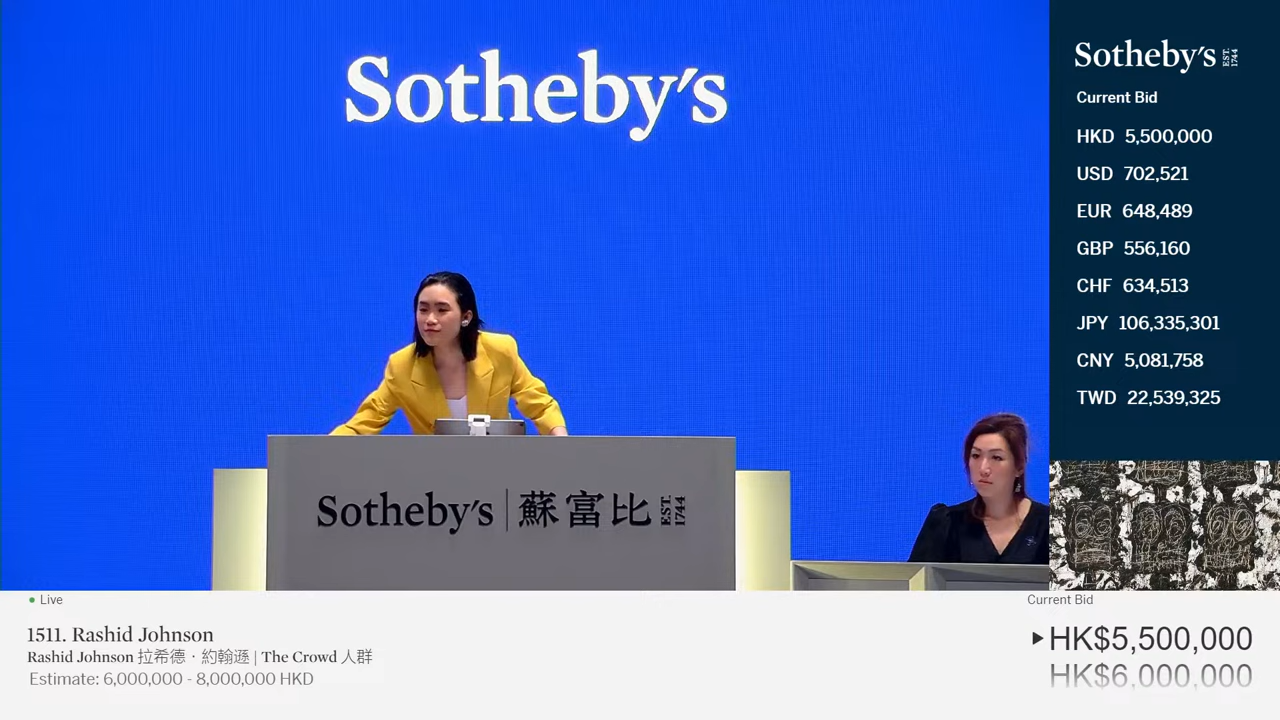 Sotheby's
Sotheby's | 蘇富比 EST. 1744
Sotheby's EST. 1744
Current Bid
HKD 5,500,000
USD 702,521
EUR 648,489
GBP 556,160
CHF 634,513
JPY 106,335,301
CNY 5,081,758
TWD 22,539,325
Live
1511. Rashid Johnson
Rashid Johnson 拉希德·約翰遜 | The Crowd 人群
Estimate: 6,000,000 - 8,000,000 HKD
Current Bid
HK$5,500,000
HK$6,000,000